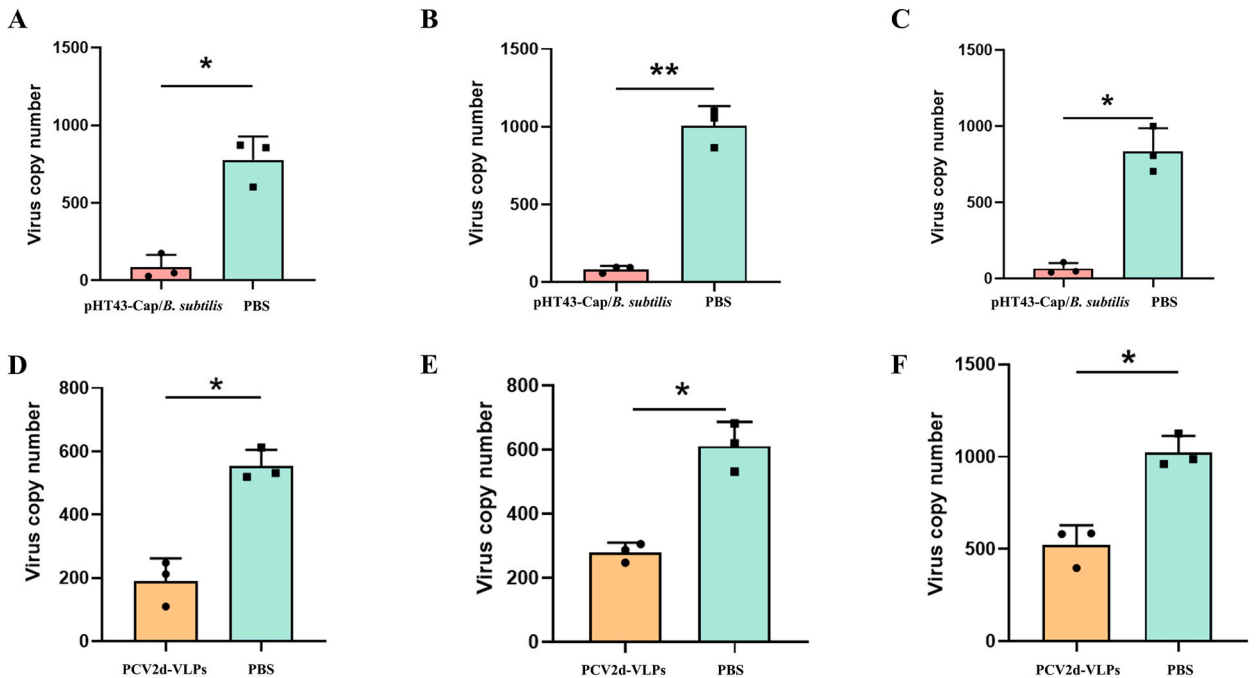 A
Virus copy number
1500
1000
500
0
*
pHT43-Cap/B. subtilis
PBS
B
Virus copy number
1500
1000
500
0
**
pHT43-Cap/B. subtilis
PBS
C
Virus copy number
1500
1000
500
0
*
pHT43-Cap/B. subtilis
PBS
D
Virus copy number
800
600
400
200
0
*
PCV2d-VLPs
PBS
E
Virus copy number
800
600
400
200
0
*
PCV2d-VLPs
PBS
F
Virus copy number
1500
1000
500
0
*
PCV2d-VLPs
PBS